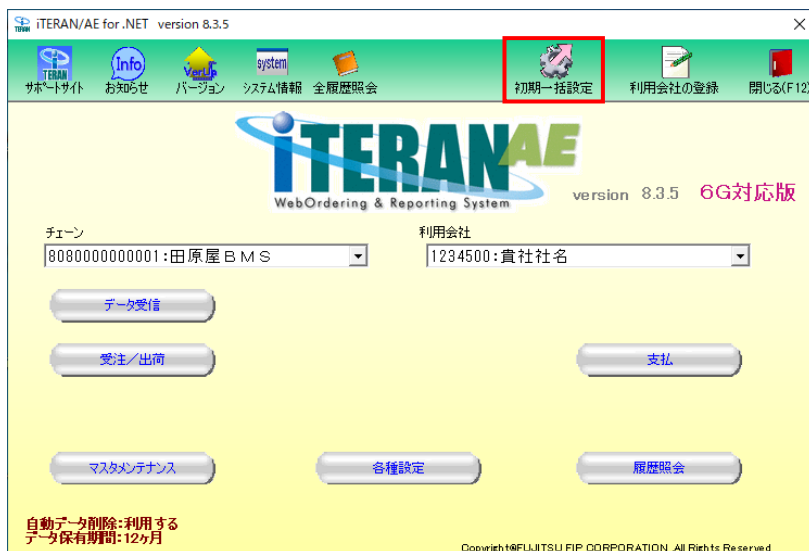 iTERAN/AE for .NET version 8.3.5
TERAN
Info
VerUp
system
サポートサイト お知らせ バージョン システム情報 全履歴照会 初期一括設定 利用会社の登録 閉じる(F12)
iTERAN AE
WebOrdering & Reporting System
version 8.3.5 6G対応版
チェーン 利用会社
8080000000001:田原屋BMS 1234500:貴社社名
データ受信
受注/出荷 支払
マスタメンテナンス 各種設定 履歴照会
自動データ削除:利用する
データ保有期間:12ヶ月
Copyright@FUJITSU FIP CORPORATION All Rights Reserved